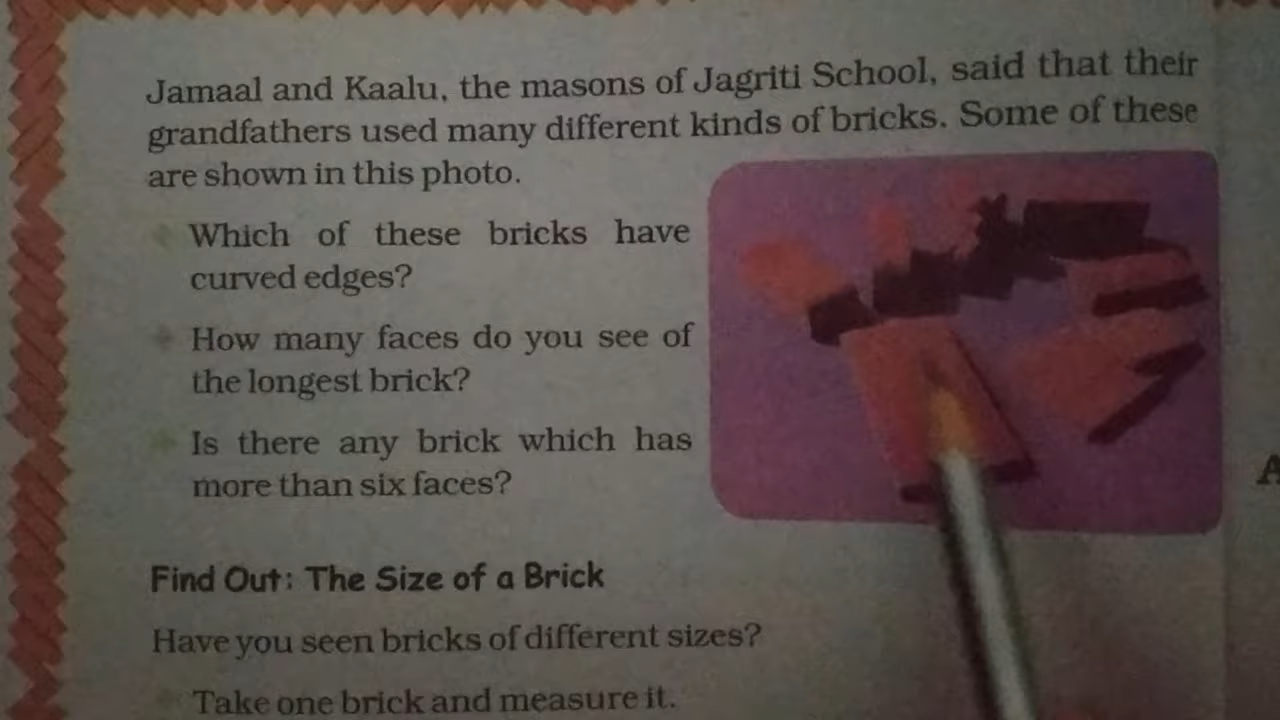 Jamaal and Kaalu, the masons of Jagriti School, said that their
grandfathers used many different kinds of bricks. Some of these
are shown in this photo.
Which of these bricks have
curved edges?
How many faces do you see of
the longest brick?
Is there any brick which has
more than six faces?
A
Find Out: The Size of a Brick
Have you seen bricks of different sizes?
Take one brick and measure it.